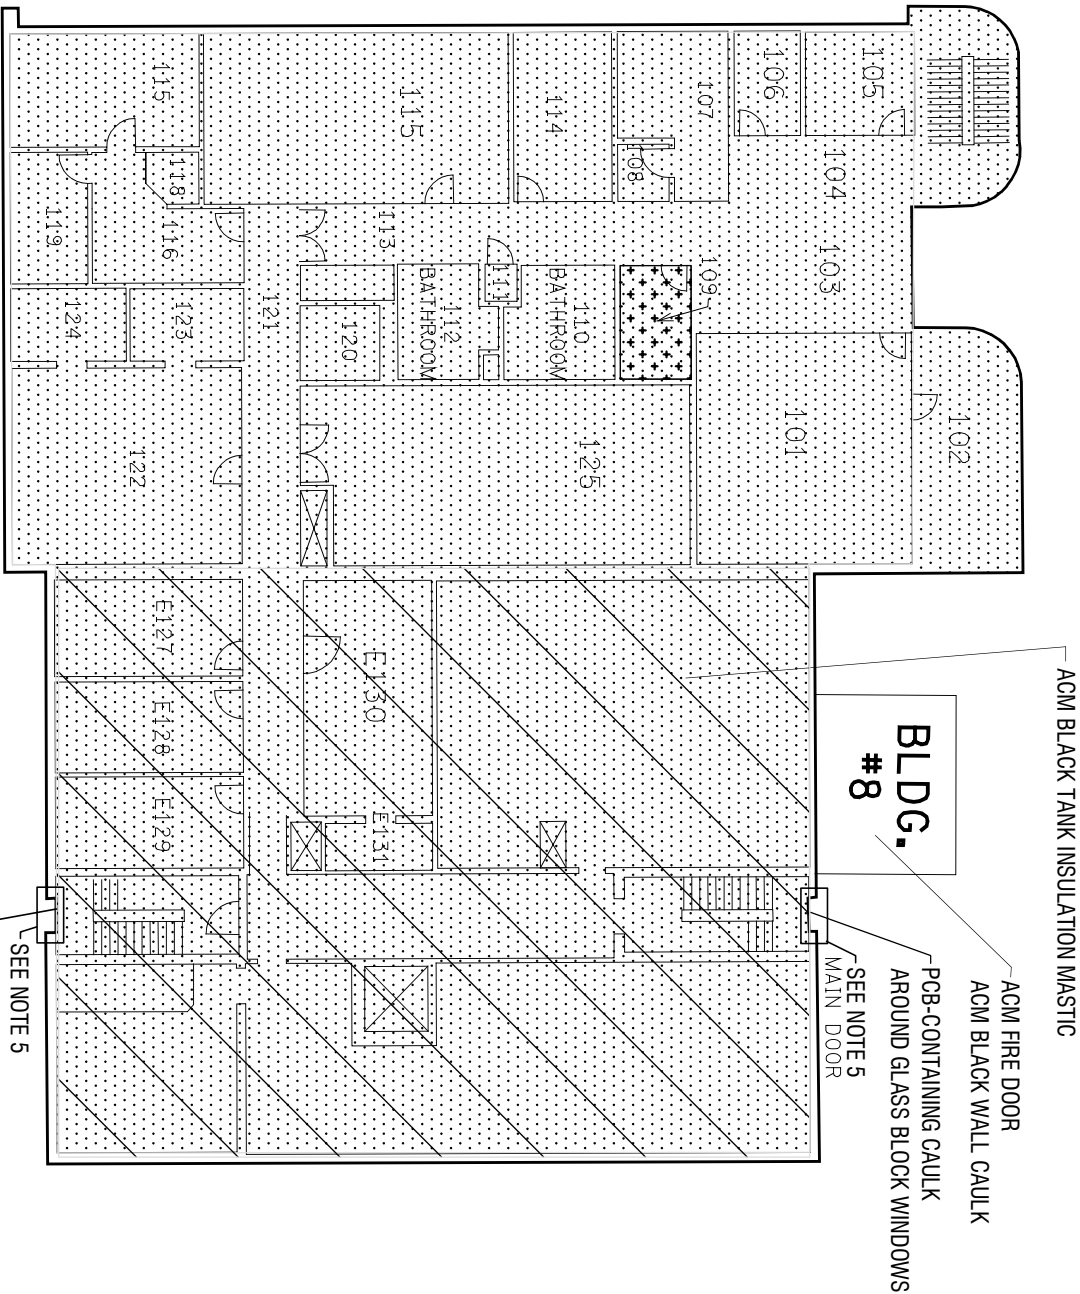 ACM BLACK TANK INSULATION MASTIC
ACM FIRE DOOR
ACM BLACK WALL CAULK
PCB-CONTAINING CAULK
AROUND GLASS BLOCK WINDOWS
SEE NOTE 5
MAIN DOOR
BLDG.
#8
102
105
106
104
103
101
107
108
109
114
110
BATHROOM
125
115
113
111
112
BATHROOM
120
E130
E131
121
115
118
116
123
122
119
124
E127
E128
E129
SEE NOTE 5